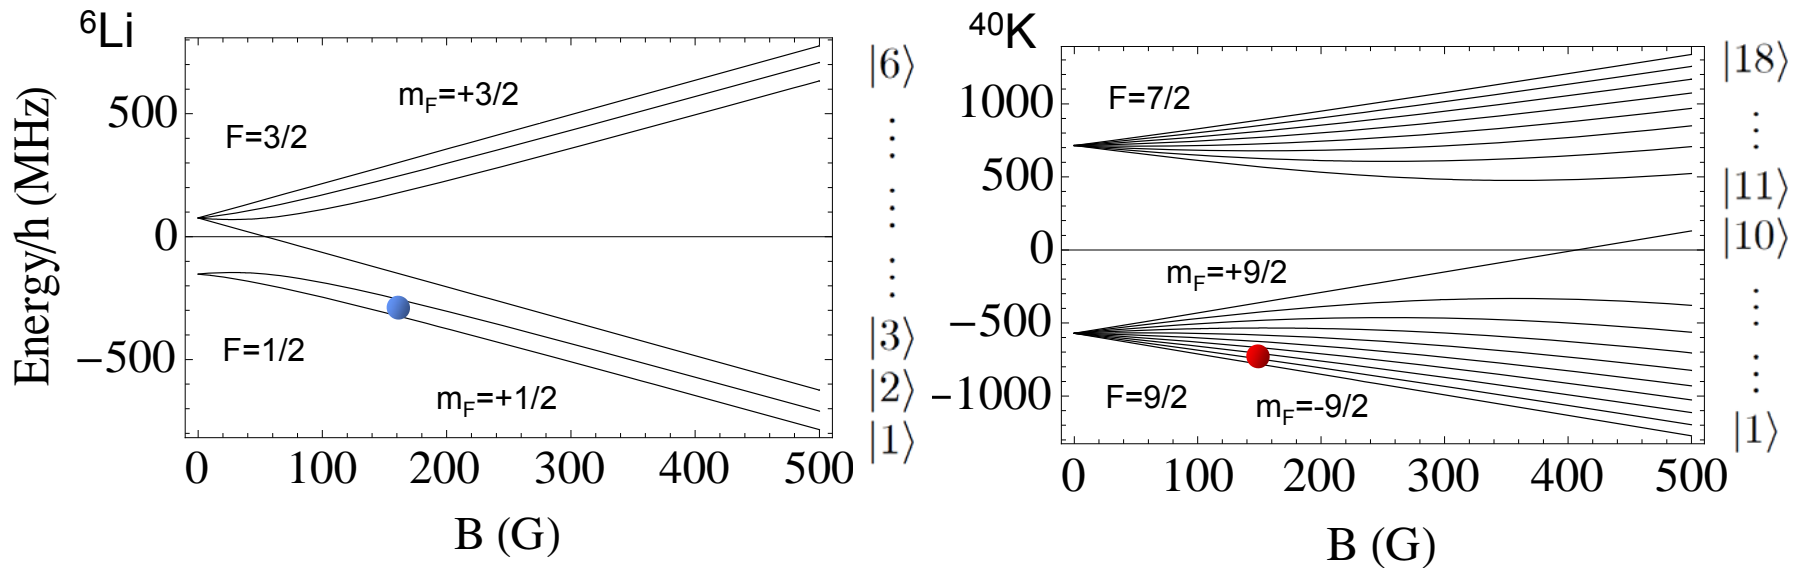 ⁶Li
Energy/h (MHz)
500
0
−500
m_F=+3/2
F=3/2
F=1/2
m_F=+1/2
0 100 200 300 400 500
B (G)
|6⟩
⋮
⋮
⋮
|3⟩
|2⟩
|1⟩
⁴⁰K
1000
500
0
−500
−1000
F=7/2
m_F=+9/2
F=9/2
m_F=-9/2
0 100 200 300 400 500
B (G)
|18⟩
⋮
|11⟩
|10⟩
⋮
⋮
|1⟩